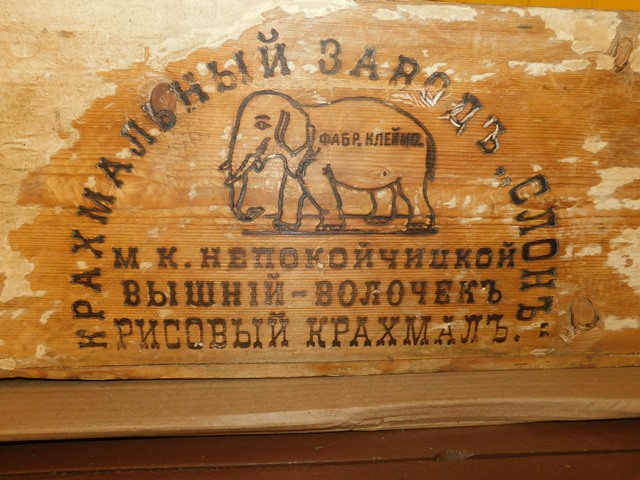 КРАХМАЛЬНЫЙ ЗАВОДЪ „СЛОНЪ”
ФАБР. КЛЕЙМО.
М. К. НЕПОКОЙЧИЦКОЙ
ВЫШНІЙ-ВОЛОЧЕКЪ
РИСОВЫЙ КРАХМАЛЪ.